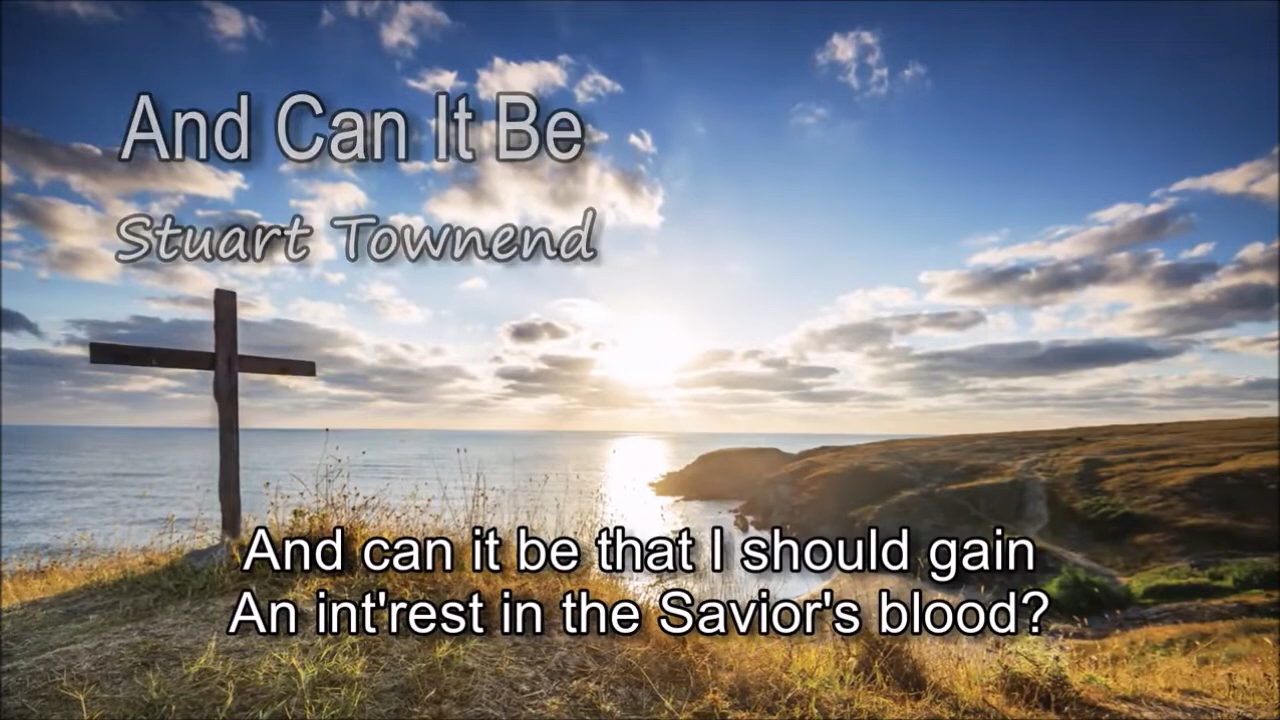 And Can It Be
Stuart Townend
And can it be that I should gain
An int'rest in the Savior's blood?